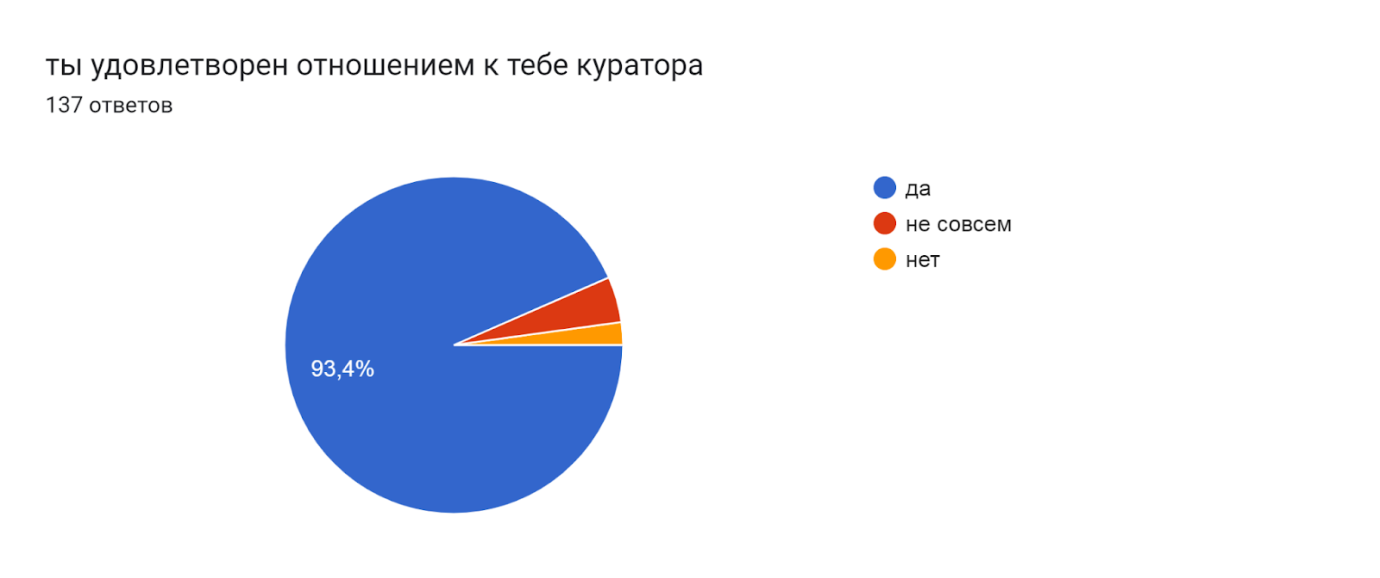 ты удовлетворен отношением к тебе куратора
137 ответов
да
не совсем
нет
93,4%